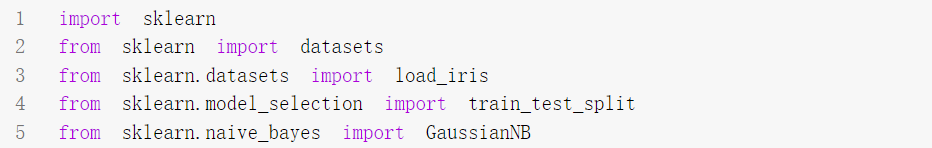 1 import sklearn
2 from sklearn import datasets
3 from sklearn.datasets import load_iris
4 from sklearn.model_selection import train_test_split
5 from sklearn.naive_bayes import GaussianNB